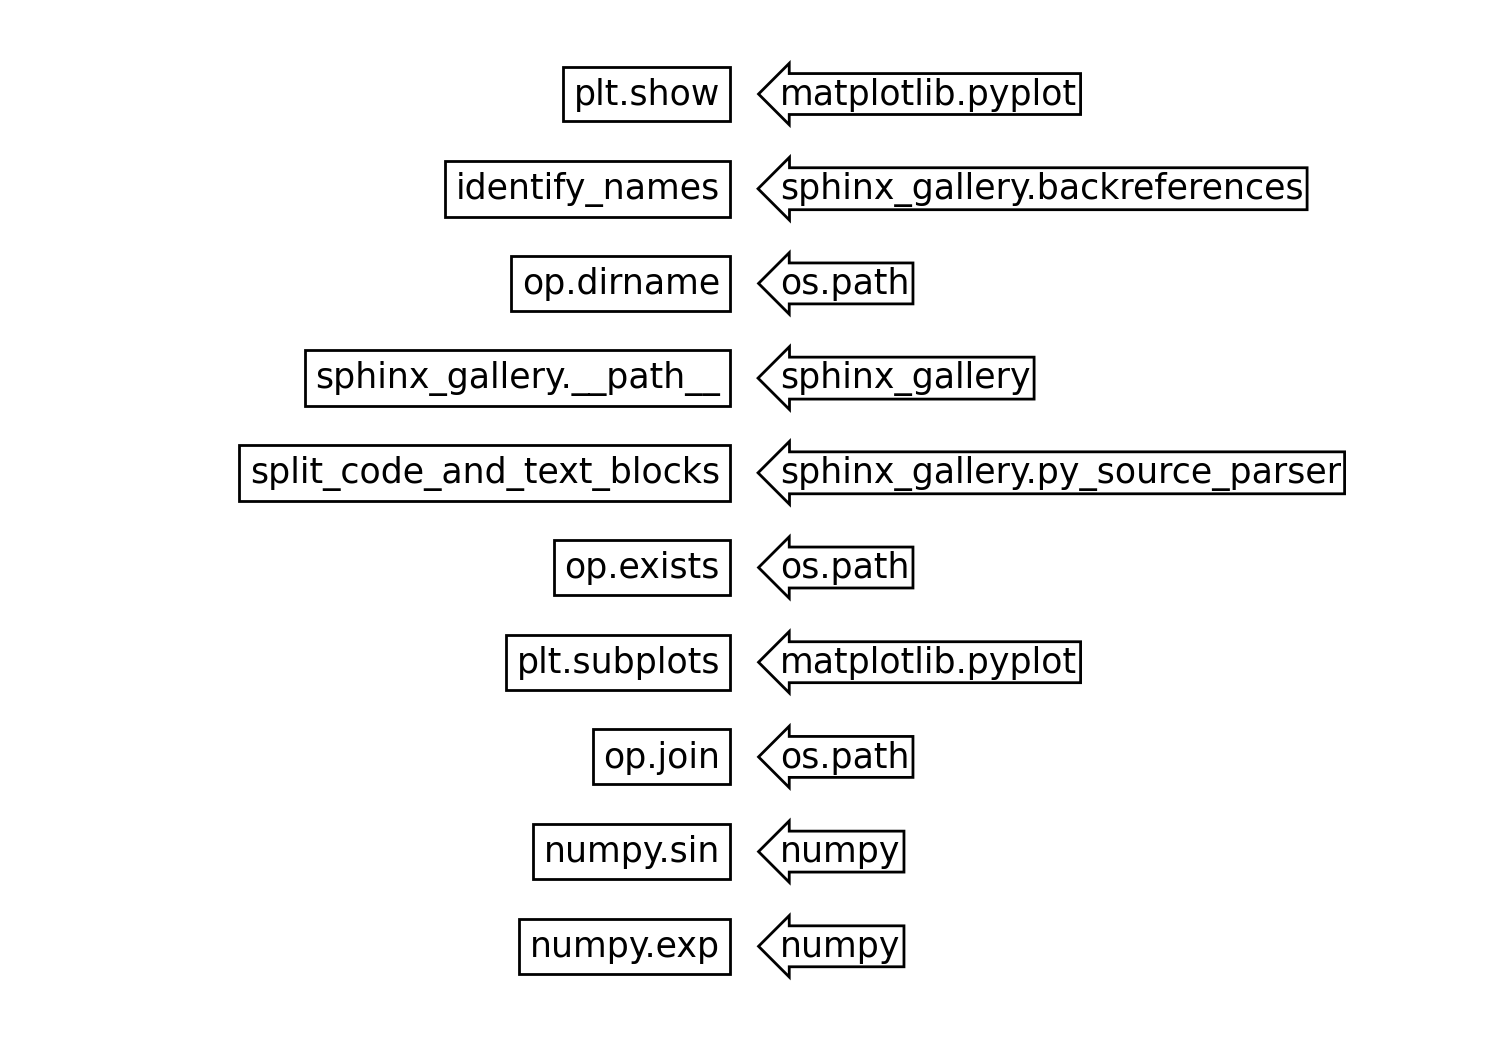 plt.show matplotlib.pyplot
identify_names sphinx_gallery.backreferences
op.dirname os.path
sphinx_gallery.__path__ sphinx_gallery
split_code_and_text_blocks sphinx_gallery.py_source_parser
op.exists os.path
plt.subplots matplotlib.pyplot
op.join os.path
numpy.sin numpy
numpy.exp numpy